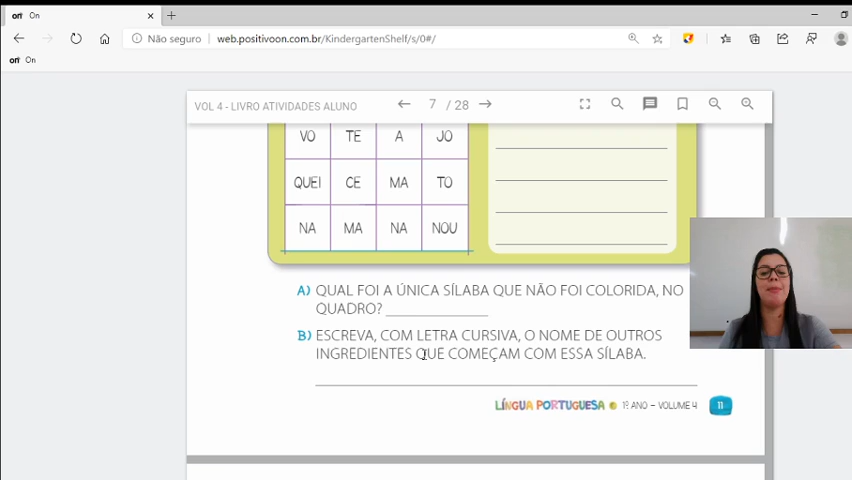 On
Não seguro web.positivoon.com.br/KindergartenShelf/s/0#/
On
VOL 4 - LIVRO ATIVIDADES ALUNO 7 / 28
VO TE A JO
QUEI CE MA TO
NA MA NA NOU
A) QUAL FOI A ÚNICA SÍLABA QUE NÃO FOI COLORIDA, NO
QUADRO?
B) ESCREVA, COM LETRA CURSIVA, O NOME DE OUTROS
INGREDIENTES QUE COMEÇAM COM ESSA SÍLABA.
LÍNGUA PORTUGUESA 1º. ANO – VOLUME 4 11